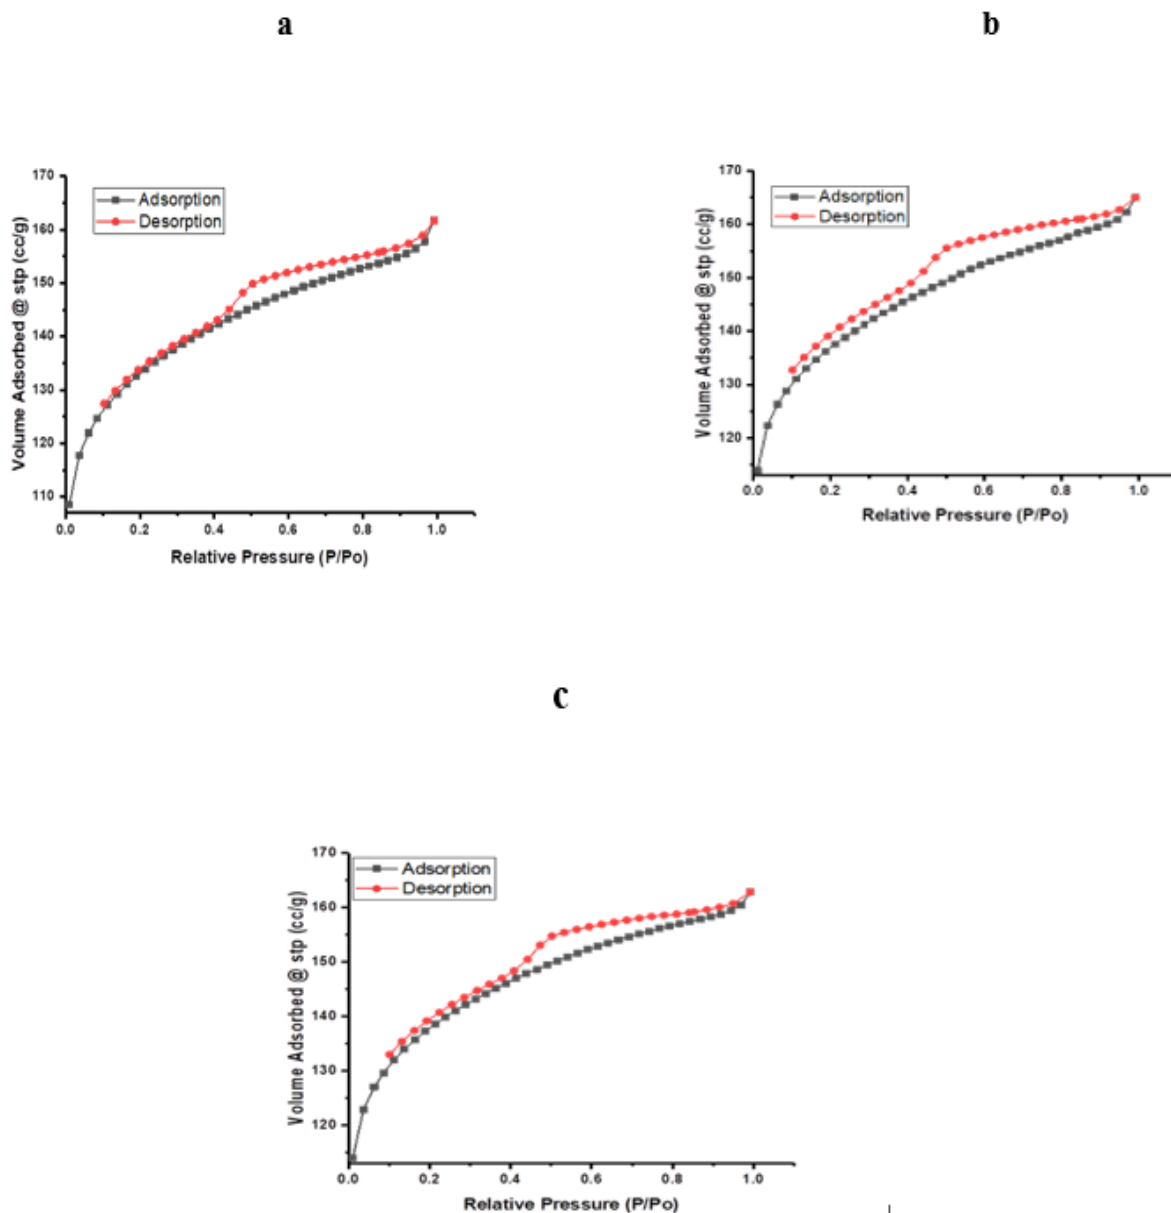 a
b
170
160
150
140
130
120
110
Volume Adsorbed @ stp (cc/g)
Adsorption
Desorption
0.0 0.2 0.4 0.6 0.8 1.0
Relative Pressure (P/Po)
170
160
150
140
130
120
Volume Adsorbed @ stp (cc/g)
Adsorption
Desorption
0.0 0.2 0.4 0.6 0.8 1.0
Relative Pressure (P/Po)
c
170
160
150
140
130
120
Volume Adsorbed @ stp (cc/g)
Adsorption
Desorption
0.0 0.2 0.4 0.6 0.8 1.0
Relative Pressure (P/Po)